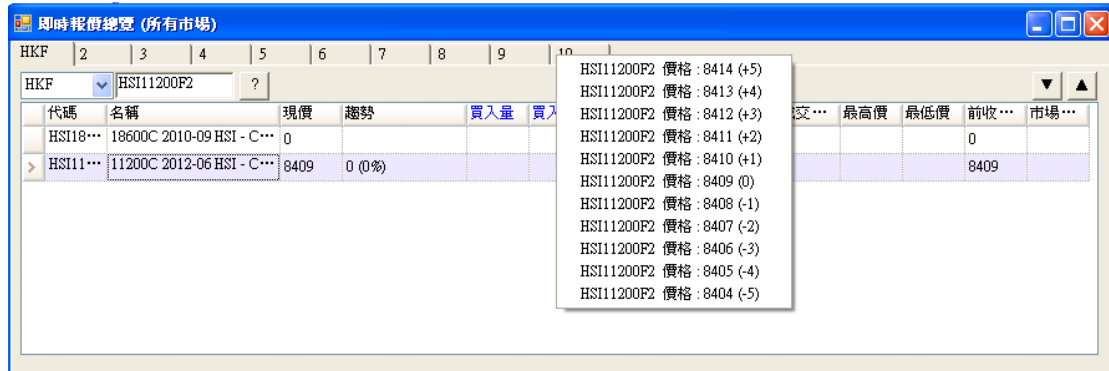 即時報價總覽 (所有市場)
HKF 2 3 4 5 6 7 8 9 10
HKF HSI11200F2 ?
代碼 名稱 現價 趨勢 買入量 買入 交⋯ 最高價 最低價 前收⋯ 市場⋯
HSI18⋯ 18600C 2010-09 HSI - C⋯ 0 0
HSI11⋯ 11200C 2012-06 HSI - C⋯ 8409 0 (0%) 8409
HSI11200F2 價格 : 8414 (+5)
HSI11200F2 價格 : 8413 (+4)
HSI11200F2 價格 : 8412 (+3)
HSI11200F2 價格 : 8411 (+2)
HSI11200F2 價格 : 8410 (+1)
HSI11200F2 價格 : 8409 (0)
HSI11200F2 價格 : 8408 (-1)
HSI11200F2 價格 : 8407 (-2)
HSI11200F2 價格 : 8406 (-3)
HSI11200F2 價格 : 8405 (-4)
HSI11200F2 價格 : 8404 (-5)